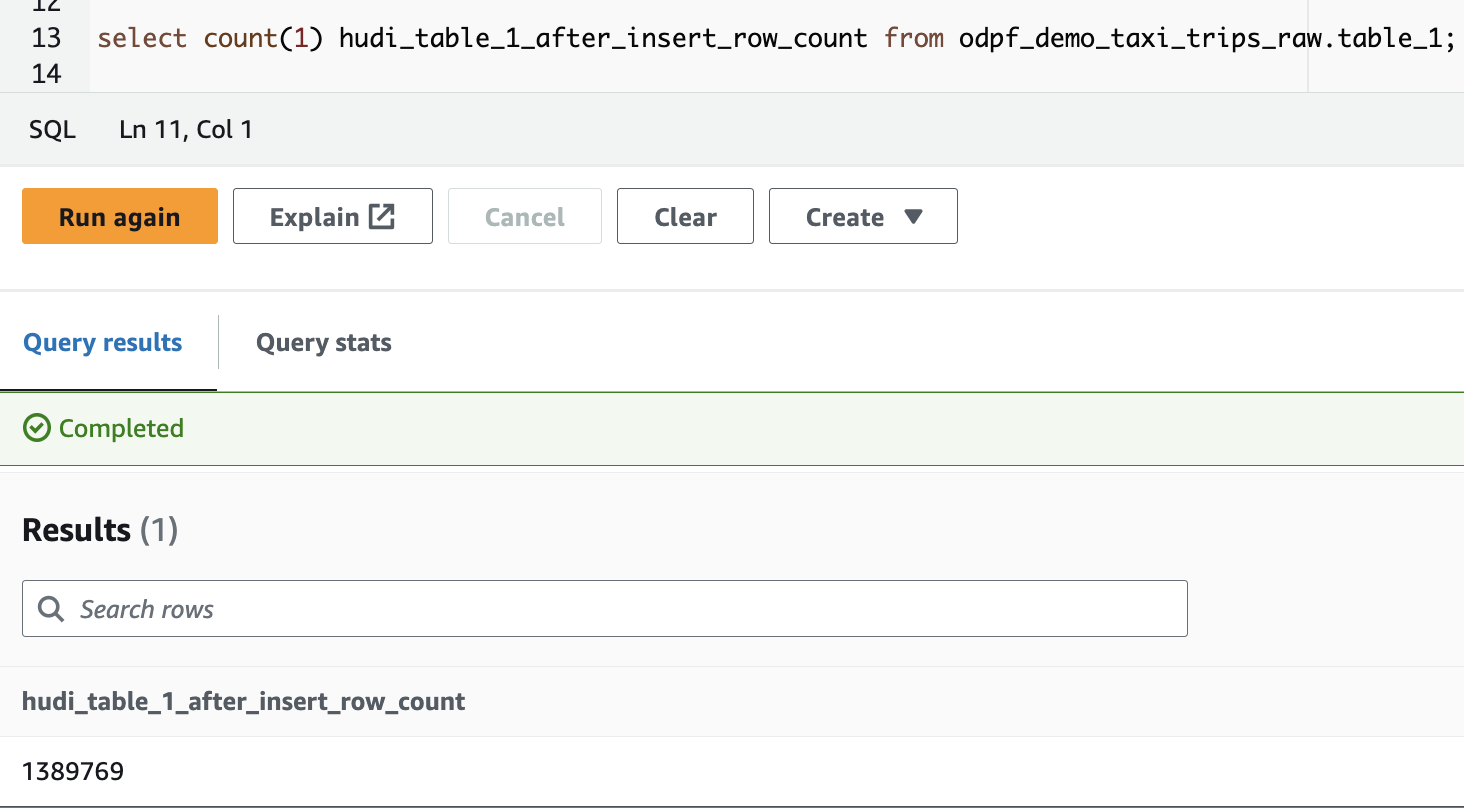 12
13 select count(1) hudi_table_1_after_insert_row_count from odpf_demo_taxi_trips_raw.table_1;
14
SQL Ln 11, Col 1
Run again Explain Cancel Clear Create
Query results Query stats
Completed
Results (1)
Search rows
hudi_table_1_after_insert_row_count
1389769